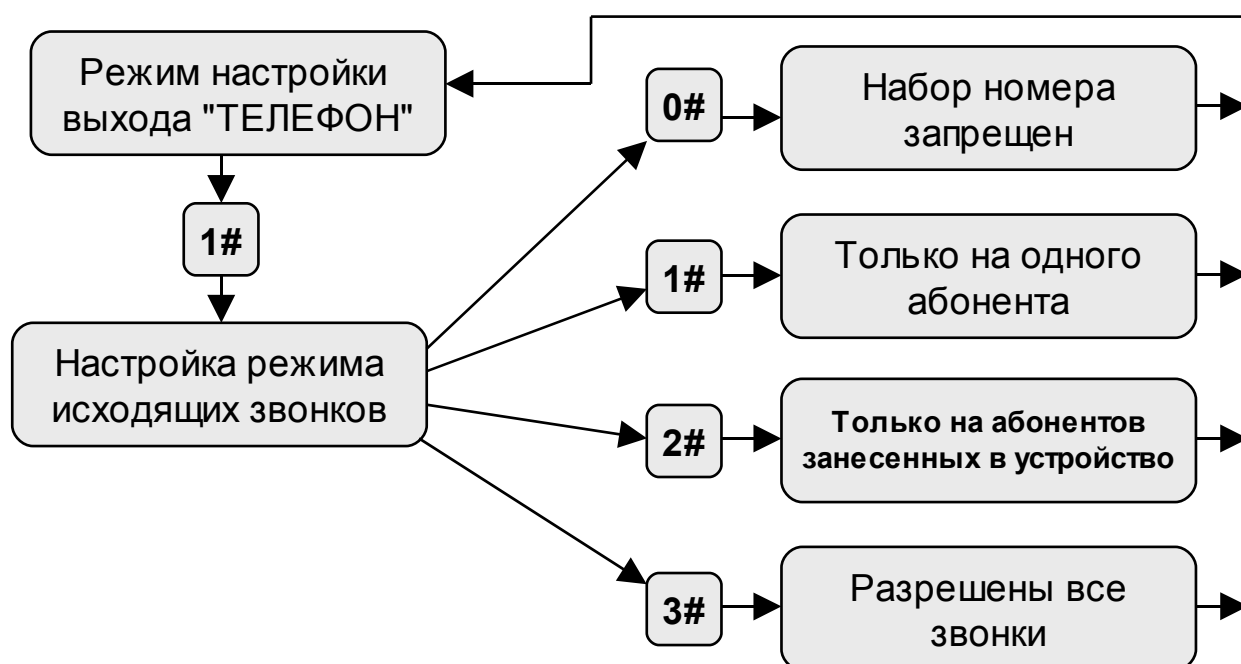 Режим настройки
выхода "ТЕЛЕФОН"
1#
Настройка режима
исходящих звонков
0#
Набор номера
запрещен
1#
Только на одного
абонента
2#
Только на абонентов
занесенных в устройство
3#
Разрешены все
звонки